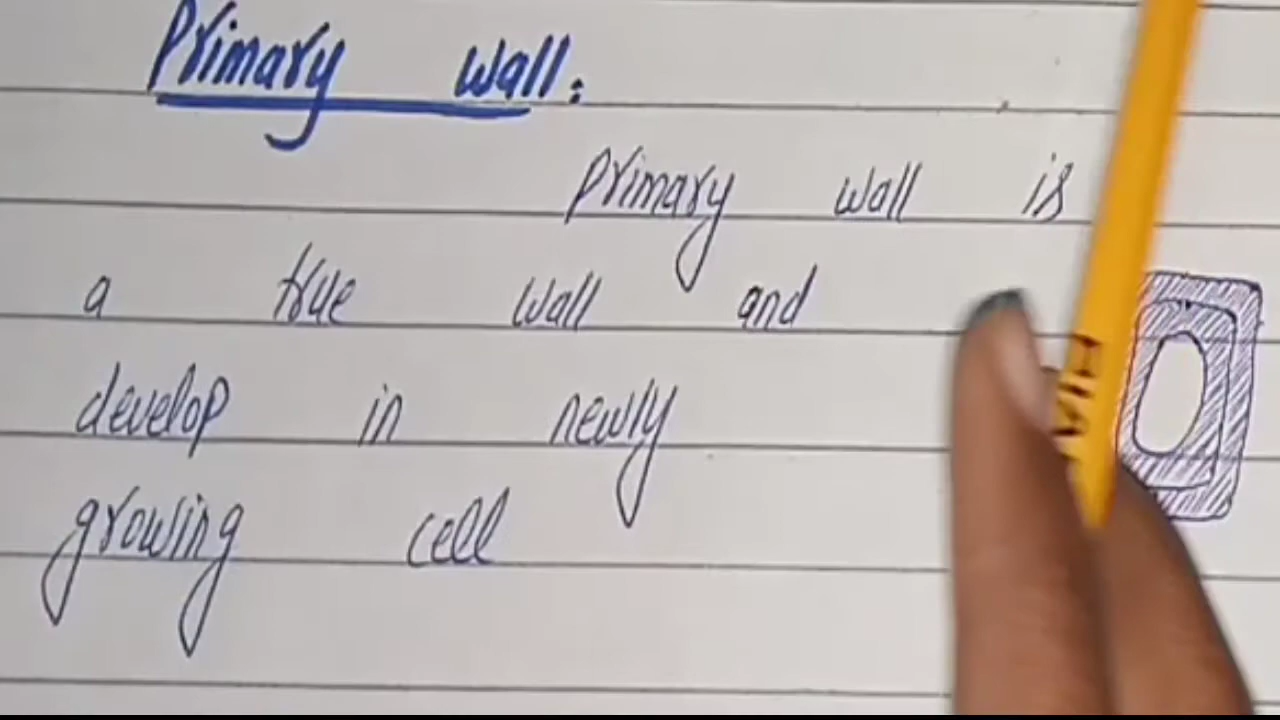 Primary wall:
Primary wall is
a true wall and
develop in newly
growing cell